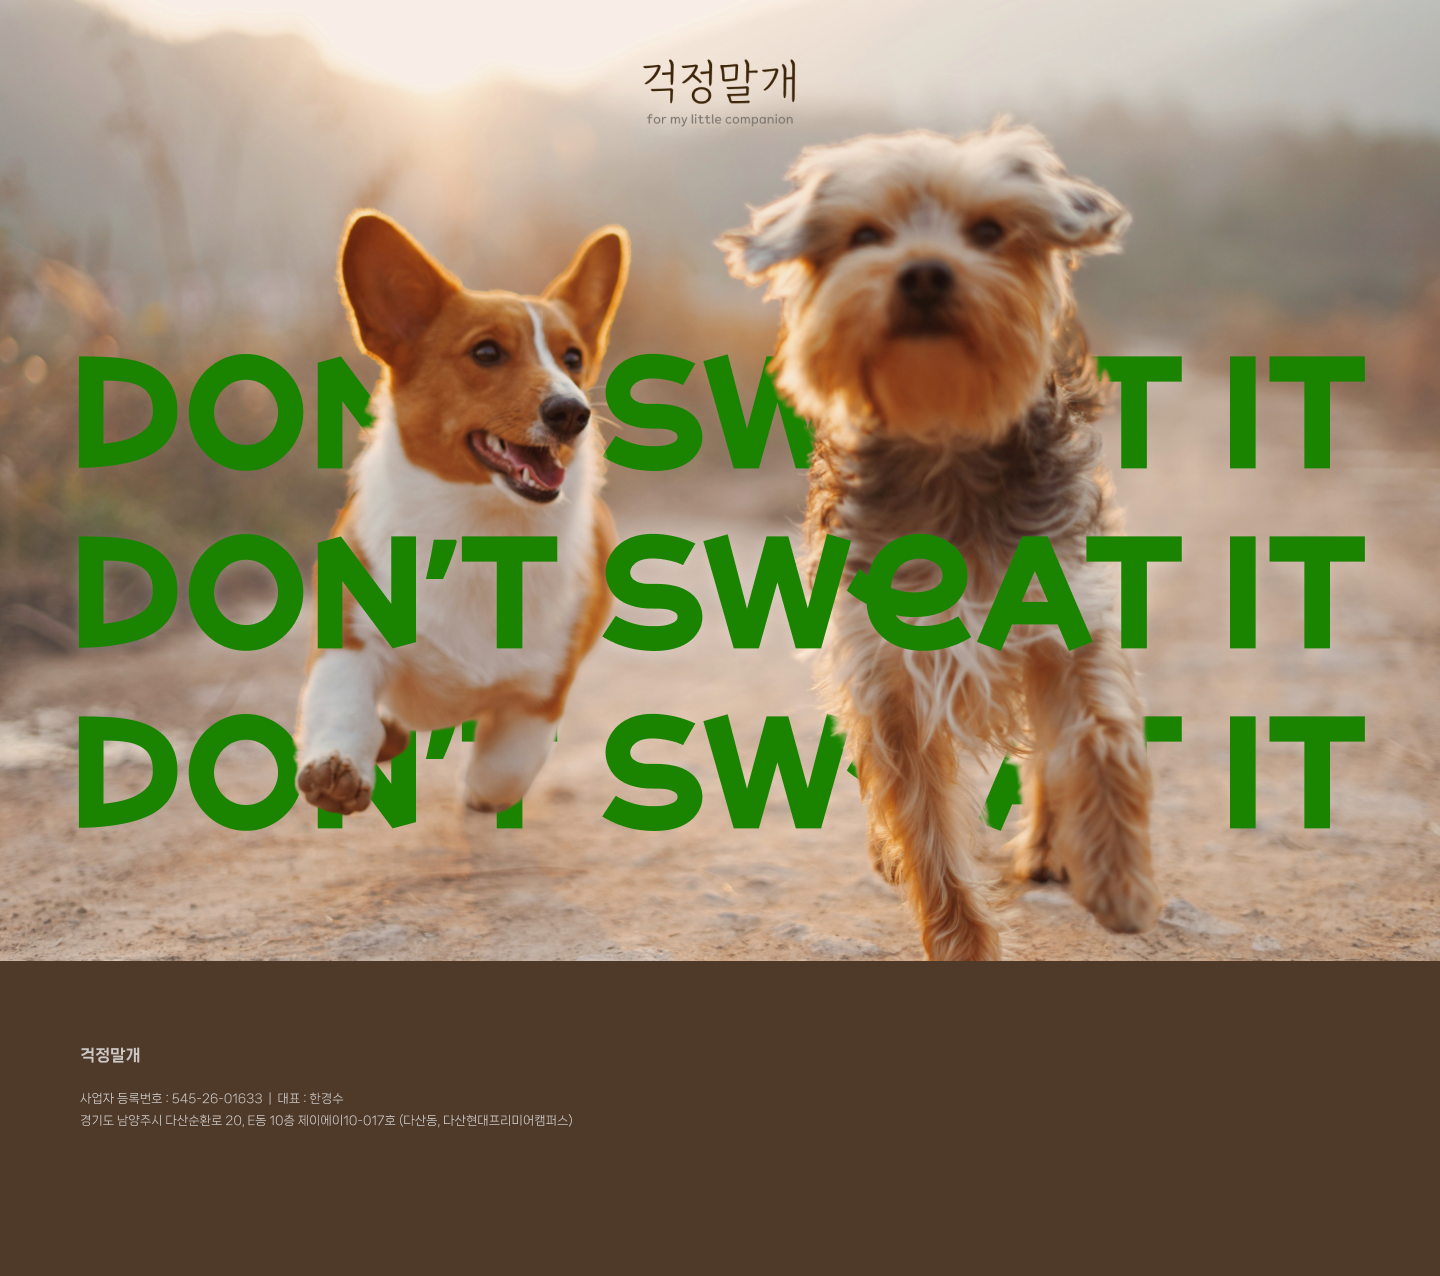 걱정말개
for my little companion
DON SW T IT
DON'T SWeAT IT
DON'T SW A T IT
걱정말개
사업자 등록번호 : 545-26-01633 | 대표 : 한경수
경기도 남양주시 다산순환로 20, E동 10층 제이에이10-017호 (다산동, 다산현대프리미어캠퍼스)